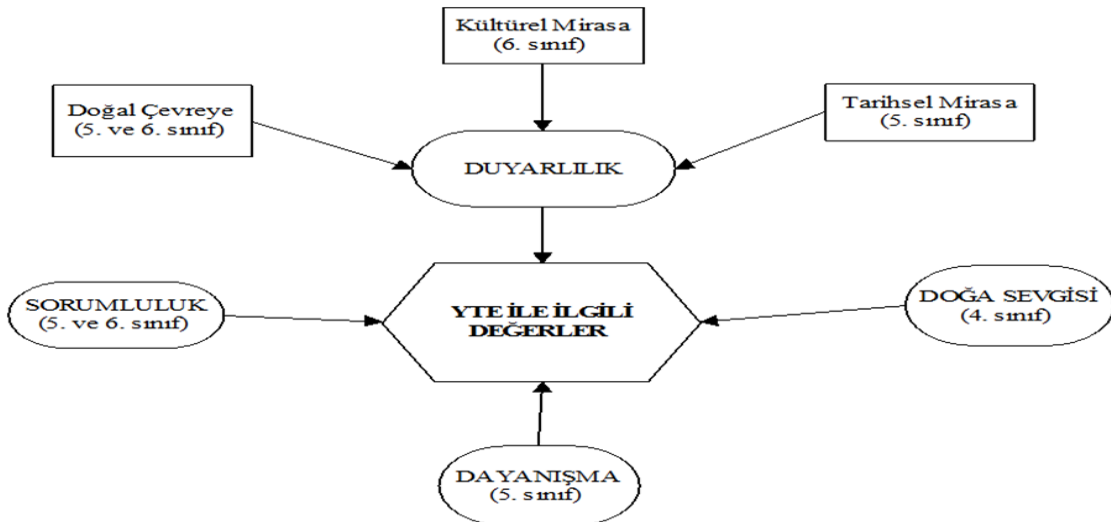 Kültürel Mirasa
(6. sınıf)
Doğal Çevreye
(5. ve 6. sınıf)
Tarihsel Mirasa
(5. sınıf)
DUYARLILIK
SORUMLULUK
(5. ve 6. sınıf)
YTE İLE İLGİLİ
DEĞERLER
DOĞA SEVGİSİ
(4. sınıf)
DAYANIŞMA
(5. sınıf)